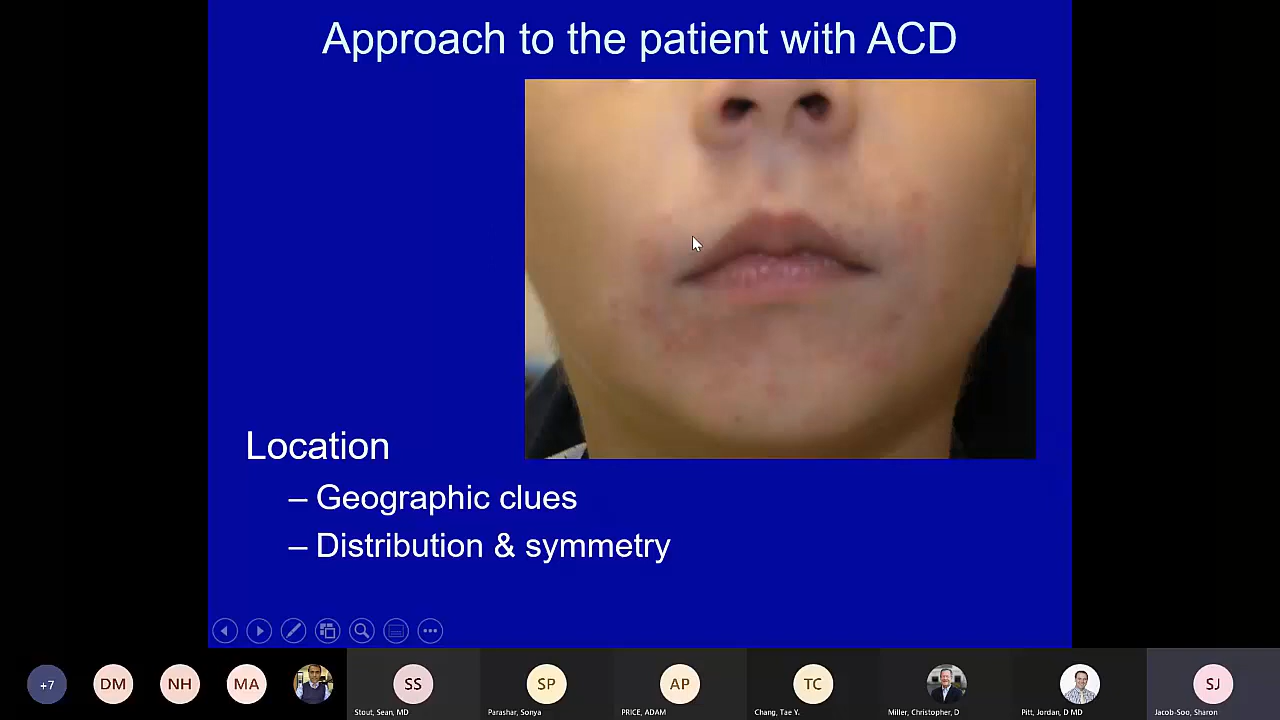 Approach to the patient with ACD
Location
– Geographic clues
– Distribution & symmetry
+7
DM
NH
MA
SS
SP
AP
TC
SJ
Stout, Sean, MD
Parashar, Sonya
PRICE, ADAM
Chang, Tae Y.
Miller, Christopher, D
Pitt, Jordan, D MD
Jacob-Soo, Sharon